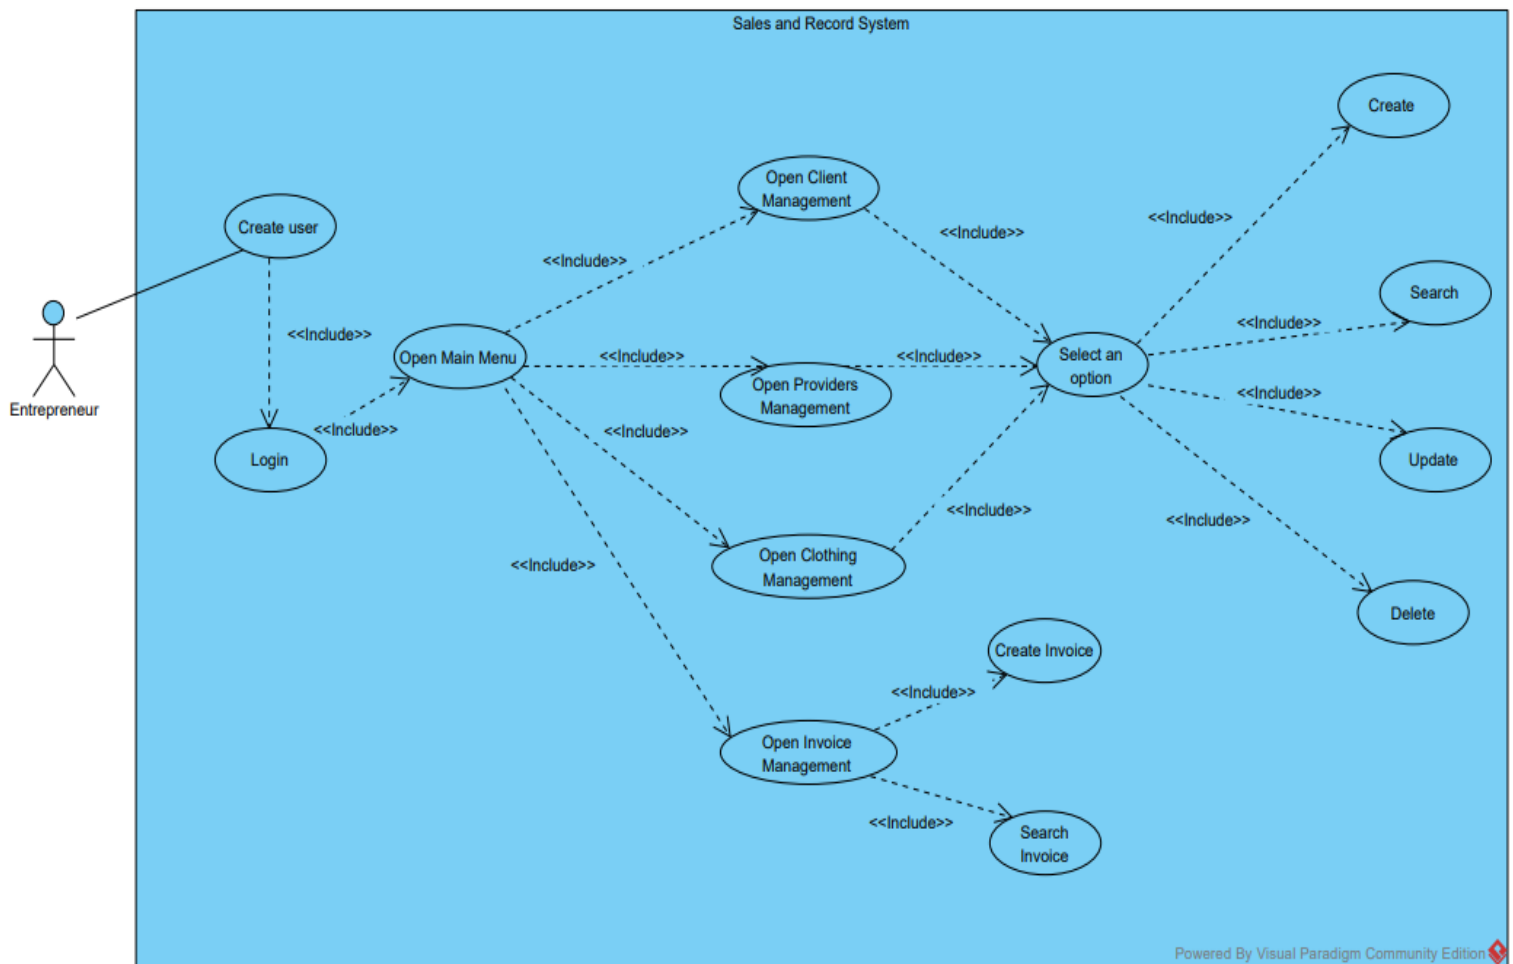 Sales and Record System
Create
Open Client
Management
<<Include>>
Create user
<<Include>>
<<Include>>
Search
<<Include>>
<<Include>>
Entrepreneur
Open Main Menu
<<Include>>
<<Include>>
Select an
option
Open Providers
Management
<<Include>>
<<Include>>
<<Include>>
Login
Update
<<Include>>
<<Include>>
Open Clothing
Management
<<Include>>
Delete
Create Invoice
<<Include>>
Open Invoice
Management
<<Include>>
Search
Invoice
Powered By Visual Paradigm Community Edition